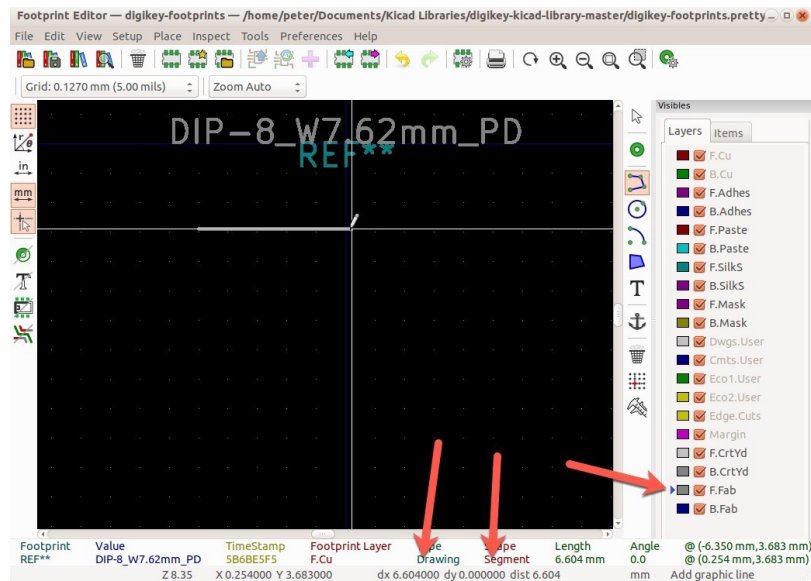 Footprint Editor — digikey-footprints — /home/peter/Documents/Kicad Libraries/digikey-kicad-library-master/digikey-footprints.pretty
File Edit View Setup Place Inspect Tools Preferences Help
Grid: 0.1270 mm (5.00 mils) Zoom Auto
Visibles
Layers Items
DIP-8_W7.62mm_PD
REF**
in
mm
T
F.Cu
B.Cu
F.Adhes
B.Adhes
F.Paste
B.Paste
F.SilkS
B.SilkS
F.Mask
B.Mask
Dwgs.User
Cmts.User
Eco1.User
Eco2.User
Edge.Cuts
Margin
F.CrtYd
B.CrtYd
F.Fab
B.Fab
Footprint Value TimeStamp Footprint Layer Shape Length Angle @ (-6.350 mm,3.683 mm)
REF** DIP-8_W7.62mm_PD 5B6BE5F5 F.Cu Drawing Segment 6.604 mm 0.0 @ (0.254 mm,3.683 mm)
Z 8.35 X 0.254000 Y 3.683000 dx 6.604000 dy 0.000000 dist 6.604 mm Add graphic line